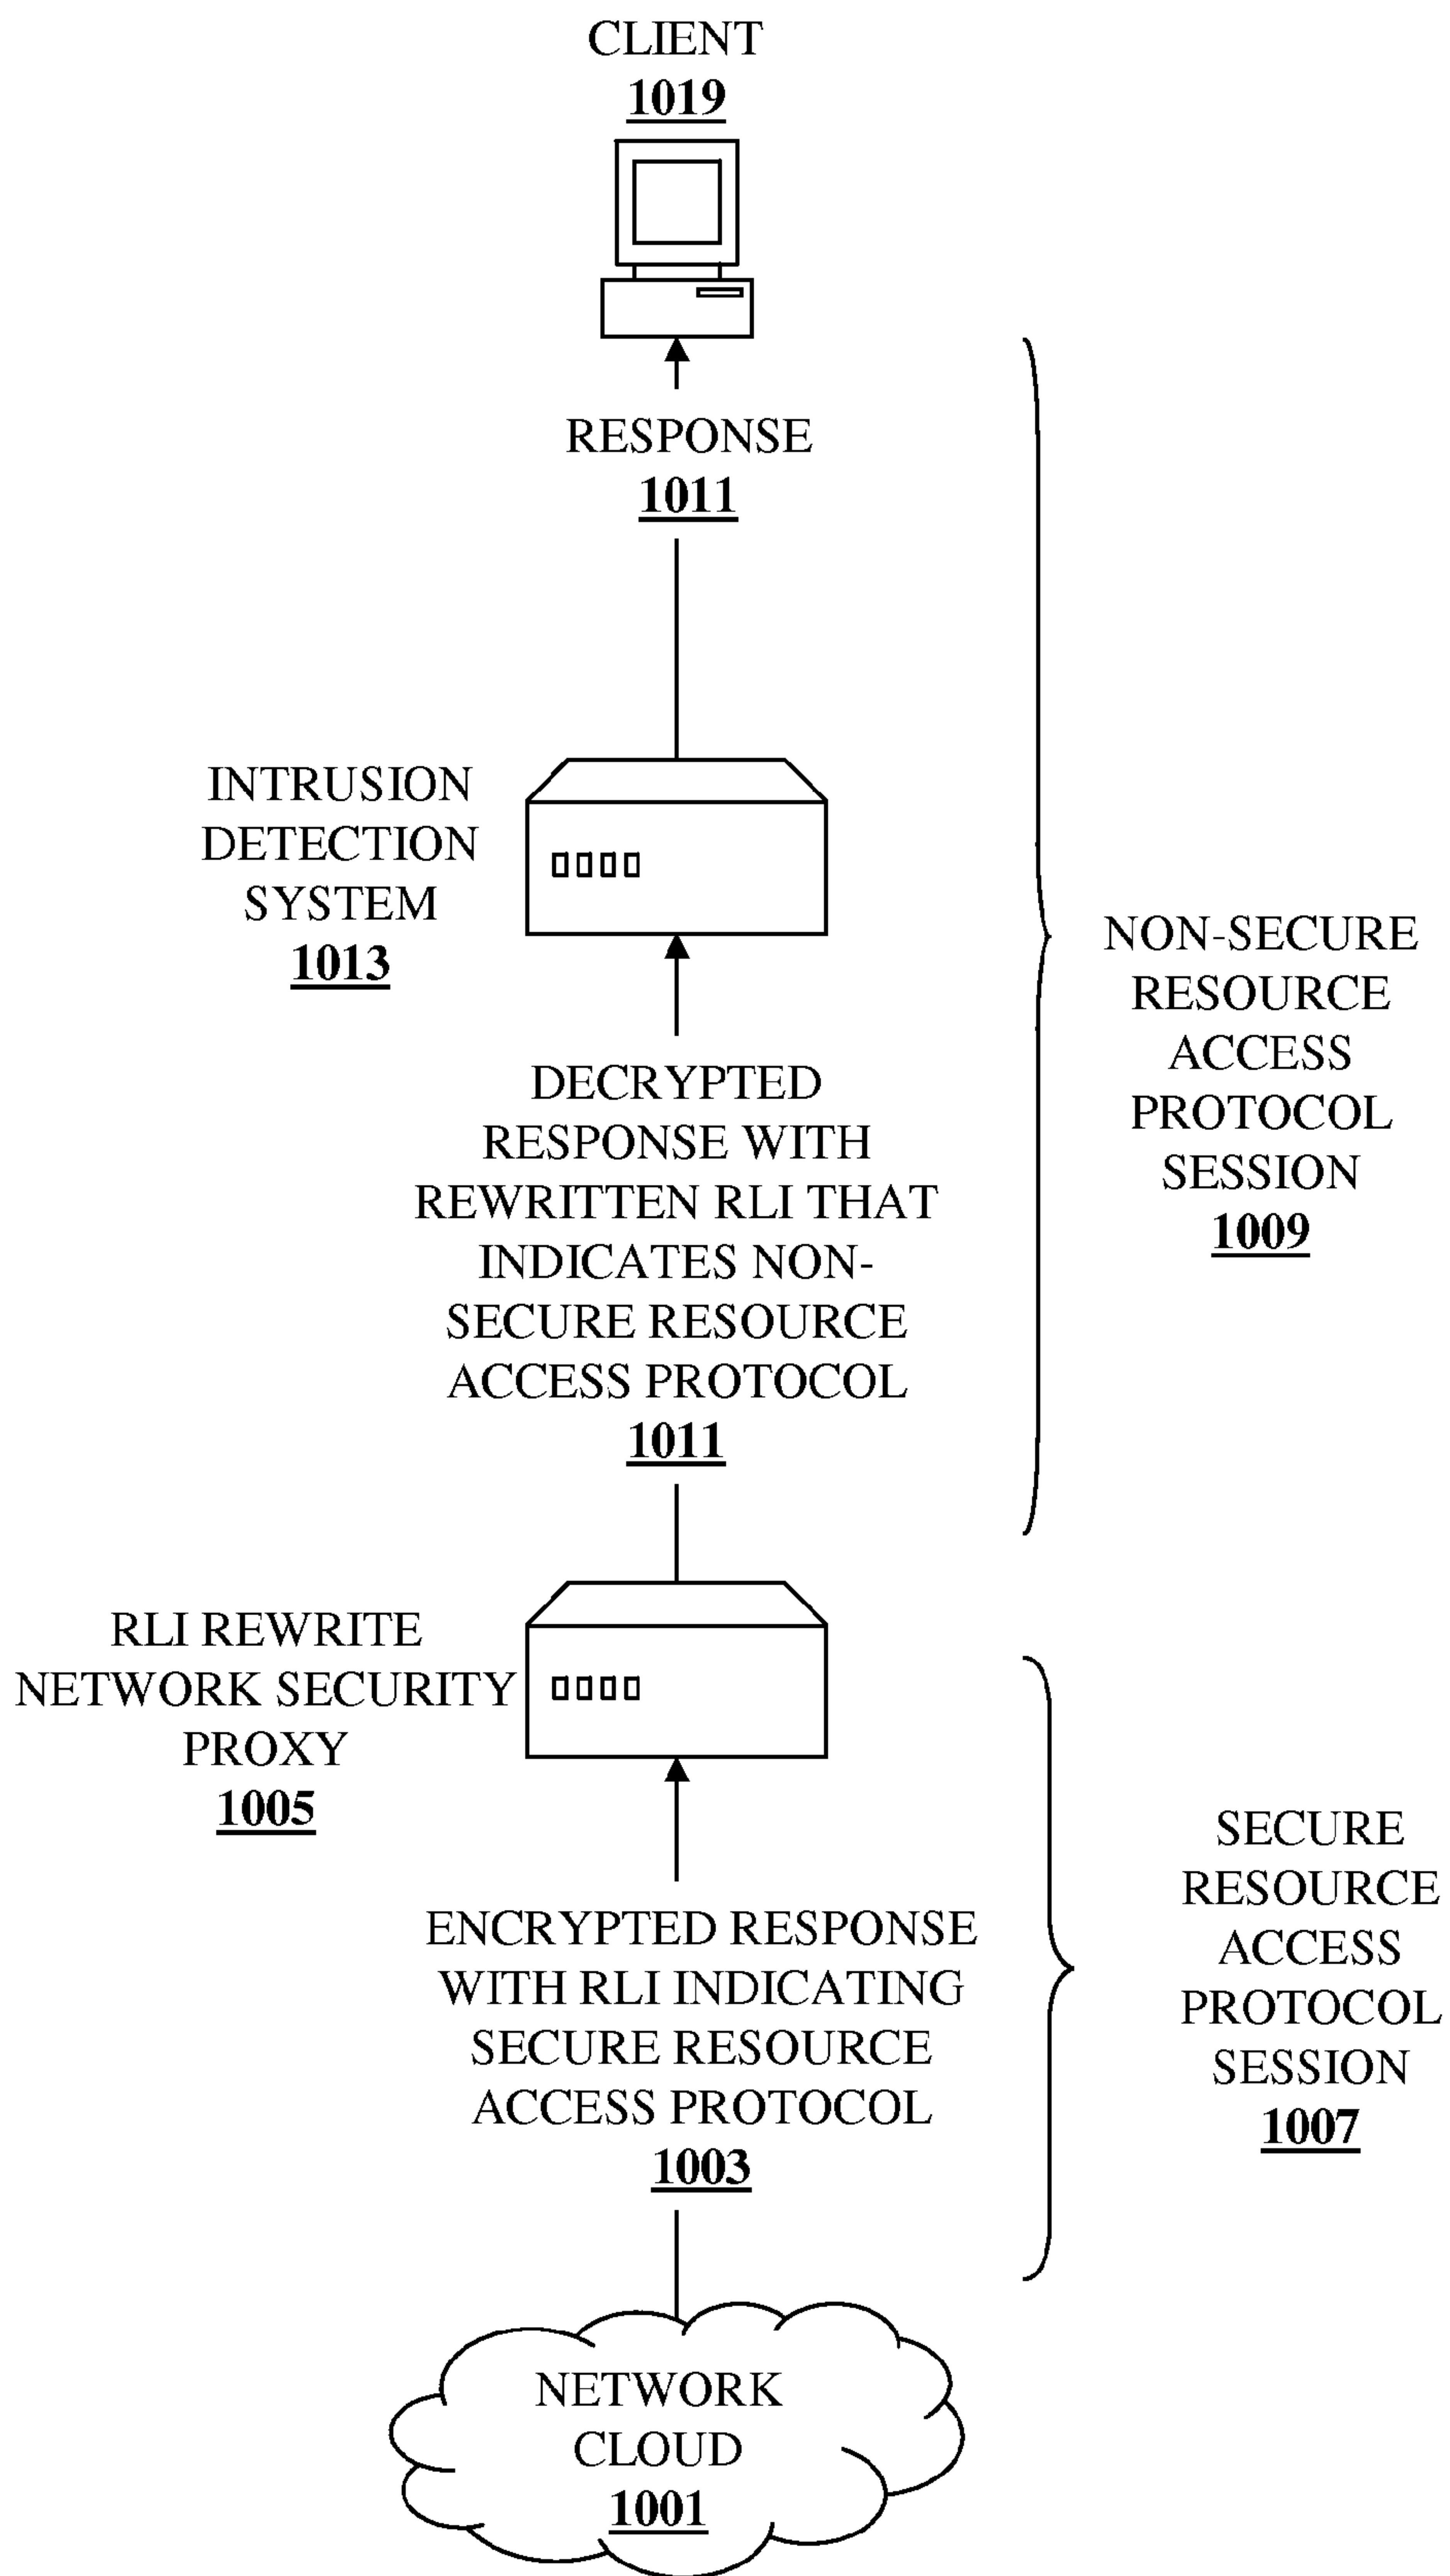 CLIENT
1019
RESPONSE
1011
INTRUSION
DETECTION
SYSTEM
1013
NON-SECURE
RESOURCE
ACCESS
PROTOCOL
SESSION
1009
DECRYPTED
RESPONSE WITH
REWRITTEN RLI THAT
INDICATES NON-
SECURE RESOURCE
ACCESS PROTOCOL
1011
RLI REWRITE
NETWORK SECURITY
PROXY
1005
SECURE
RESOURCE
ACCESS
PROTOCOL
SESSION
1007
ENCRYPTED RESPONSE
WITH RLI INDICATING
SECURE RESOURCE
ACCESS PROTOCOL
1003
NETWORK
CLOUD
1001